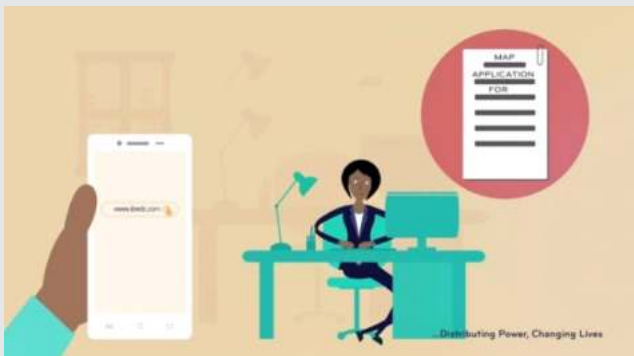 MAP
APPLICATION
FOR
www.ibedc.com
...Distributing Power, Changing Lives